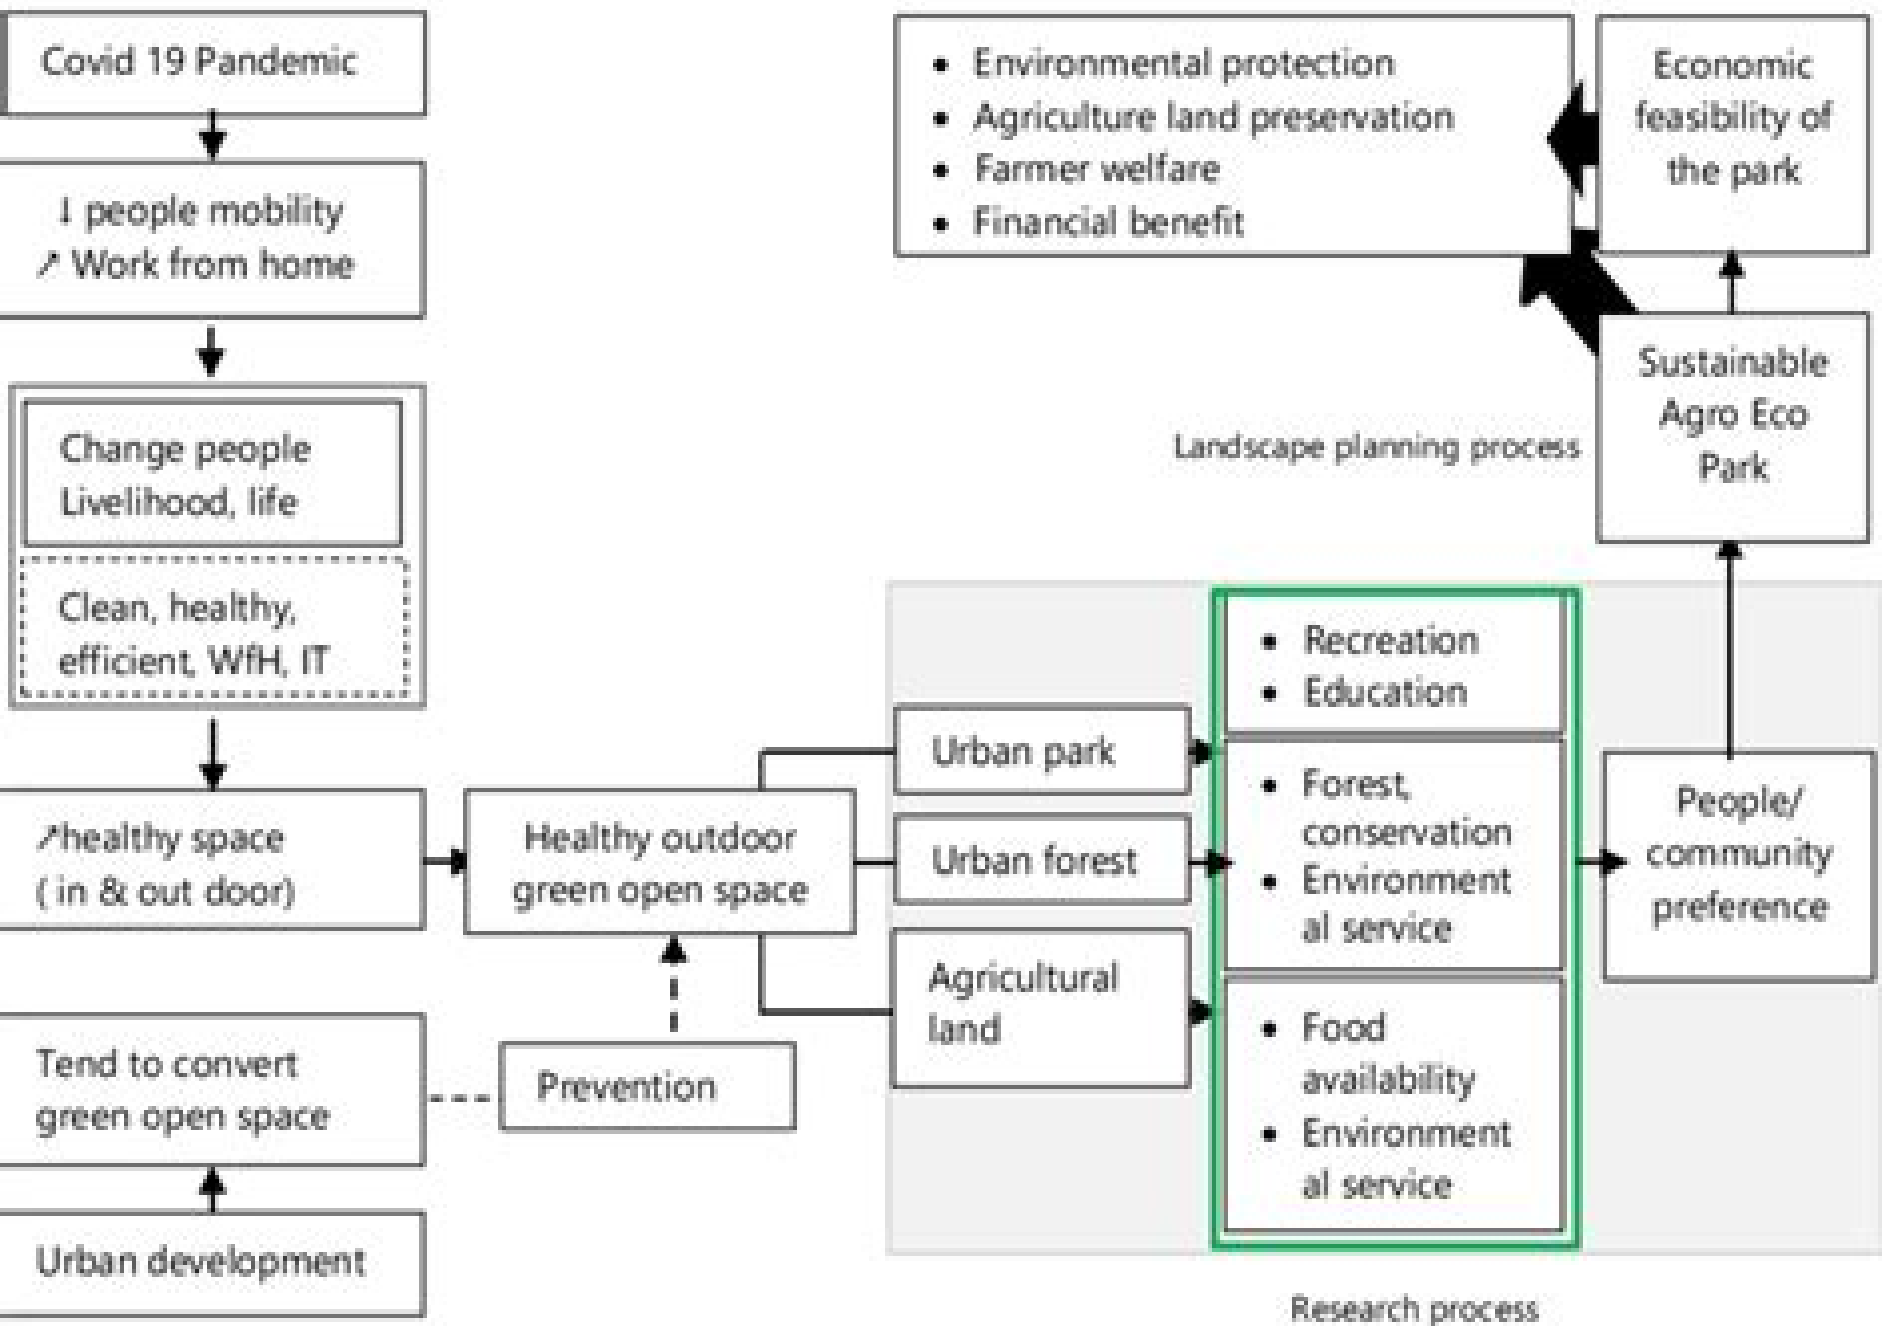 Covid 19 Pandemic
↓ people mobility
↗ Work from home
Change people
Livelihood, life
Clean, healthy,
efficient, WfH, IT
↗healthy space
( in & out door)
Tend to convert
green open space
Urban development
Healthy outdoor
green open space
Prevention
Urban park
Urban forest
Agricultural
land
• Recreation
• Education
• Forest,
conservation
• Environment
al service
• Food
availability
• Environment
al service
Research process
People/
community
preference
Landscape planning process
Sustainable
Agro Eco
Park
Economic
feasibility of
the park
• Environmental protection
• Agriculture land preservation
• Farmer welfare
• Financial benefit